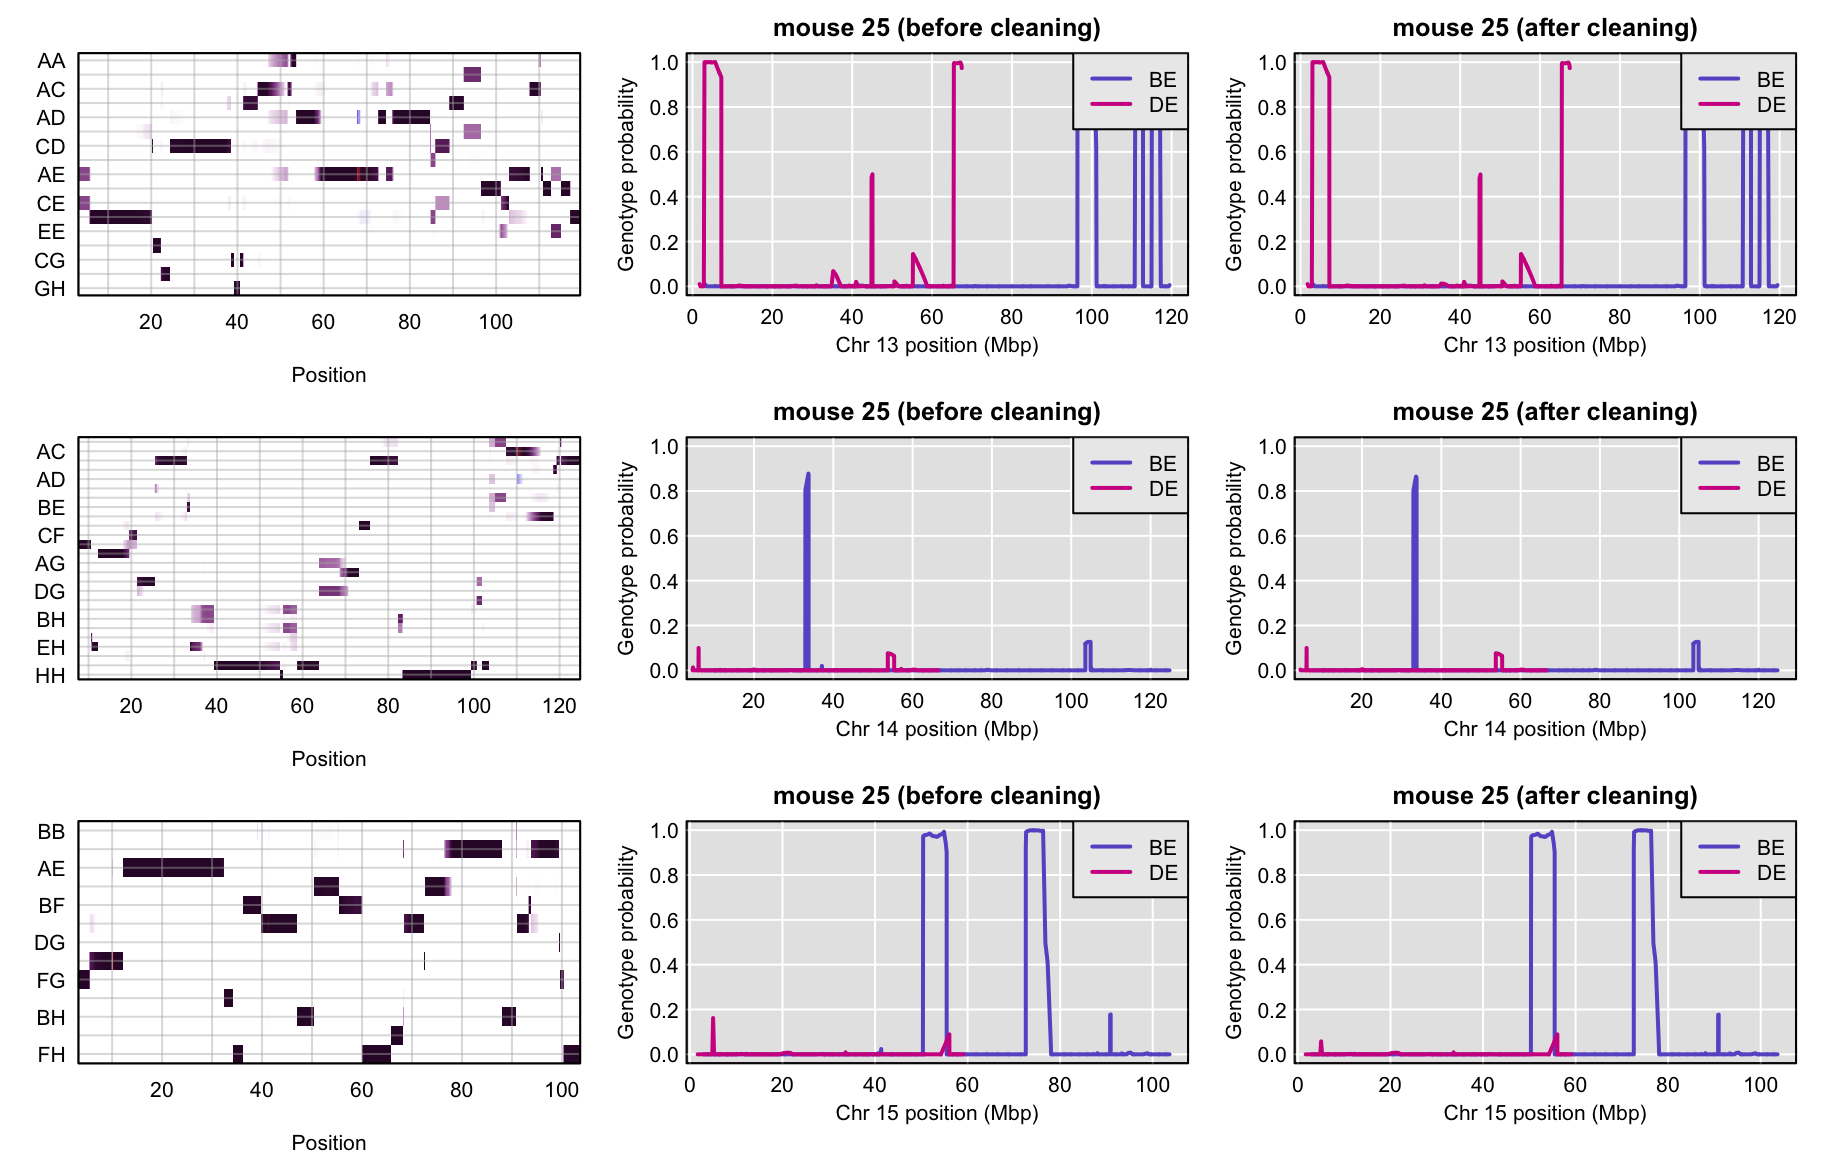 mouse 25 (before cleaning)
mouse 25 (after cleaning)
AA
AC
AD
CD
AE
CE
EE
CG
GH
20 40 60 80 100
Position
Genotype probability
1.0
0.8
0.6
0.4
0.2
0.0
BE
DE
0 20 40 60 80 100 120
Chr 13 position (Mbp)
Genotype probability
1.0
0.8
0.6
0.4
0.2
0.0
BE
DE
0 20 40 60 80 100 120
Chr 13 position (Mbp)
mouse 25 (before cleaning)
mouse 25 (after cleaning)
AC
AD
BE
CF
AG
DG
BH
EH
HH
20 40 60 80 100 120
Position
Genotype probability
1.0
0.8
0.6
0.4
0.2
0.0
BE
DE
20 40 60 80 100 120
Chr 14 position (Mbp)
Genotype probability
1.0
0.8
0.6
0.4
0.2
0.0
BE
DE
20 40 60 80 100 120
Chr 14 position (Mbp)
mouse 25 (before cleaning)
mouse 25 (after cleaning)
BB
AE
BF
DG
FG
BH
FH
20 40 60 80 100
Position
Genotype probability
1.0
0.8
0.6
0.4
0.2
0.0
BE
DE
0 20 40 60 80 100
Chr 15 position (Mbp)
Genotype probability
1.0
0.8
0.6
0.4
0.2
0.0
BE
DE
0 20 40 60 80 100
Chr 15 position (Mbp)